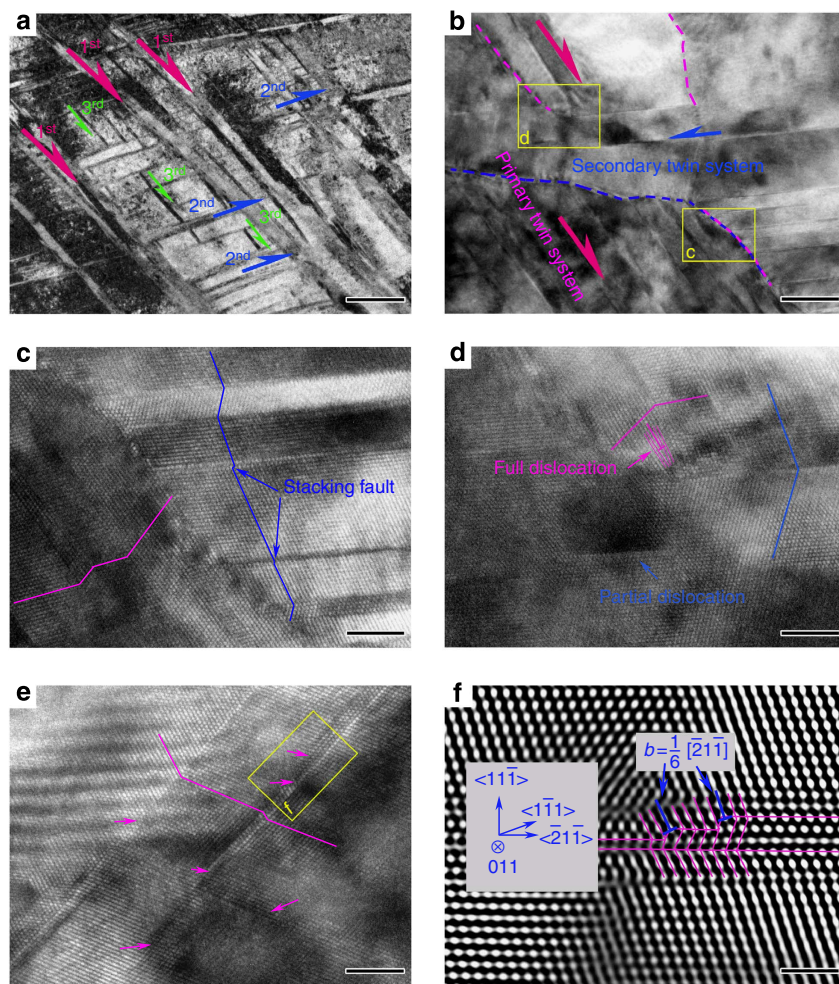 a
1st
1st
1st
2nd
3rd
3rd
2nd
3rd
2nd
b
d
Secondary twin system
Primary twin system
c
c
Stacking fault
d
Full dislocation
Partial dislocation
e
f
f
b = 1/6 [2̄11̄]
<111̄>
<11̄1>
<2̄11̄>
⊗
011